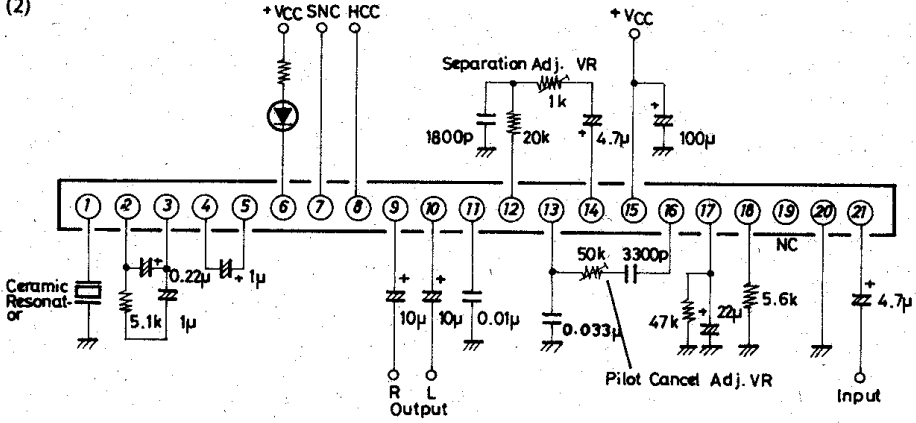 (2)
+VCC SNC HCC
+VCC
Separation Adj. VR
1k
1800p
20k
+
4.7µ
+
100µ
1 2 3 4 5 6 7 8 9 10 11 12 13 14 15 16 17 18 19 20 21
NC
Ceramic
Resonat-
or
+
0.22µ
5.1k
1µ
+
1µ
+
10µ
+
10µ
0.01µ
50k
3300p
0.033µ
47k
+
22µ
5.6k
+
4.7µ
Pilot Cancel Adj. VR
R L
Output
Input